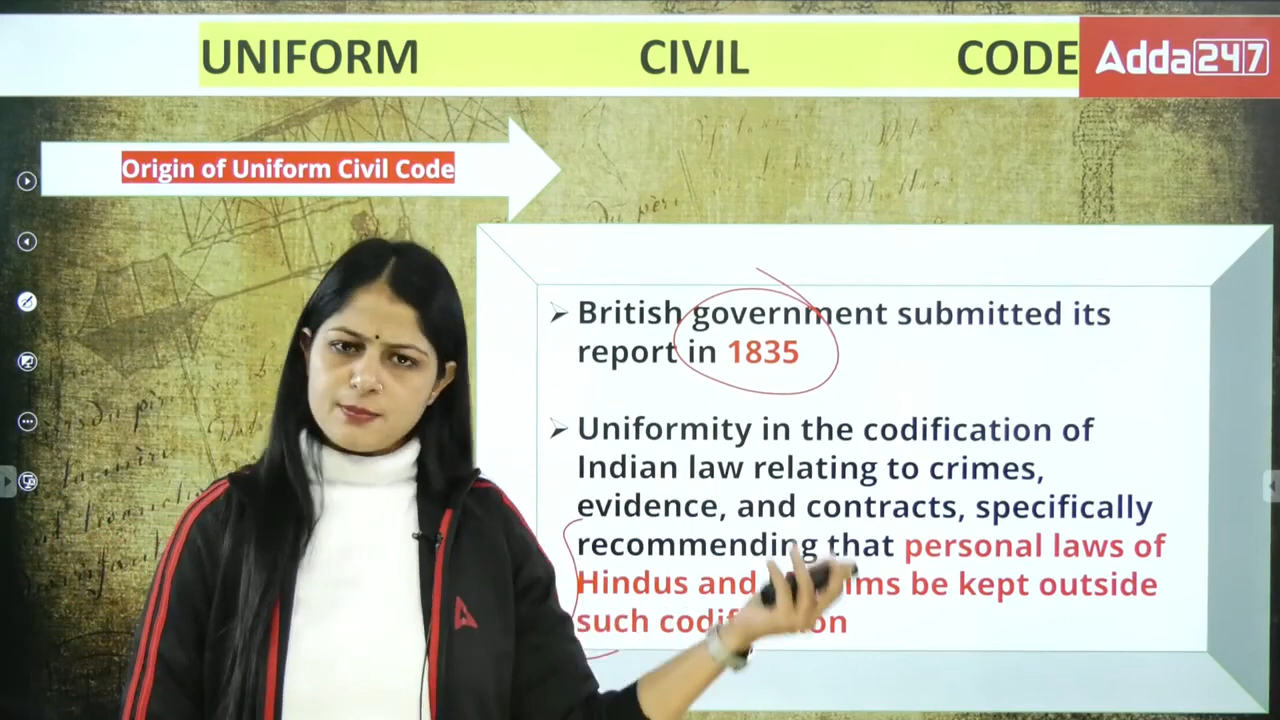 UNIFORM CIVIL CODE
Adda247
Origin of Uniform Civil Code
British government submitted its
report in 1835
Uniformity in the codification of
Indian law relating to crimes,
evidence, and contracts, specifically
recommending that personal laws of
Hindus and be kept outside
such